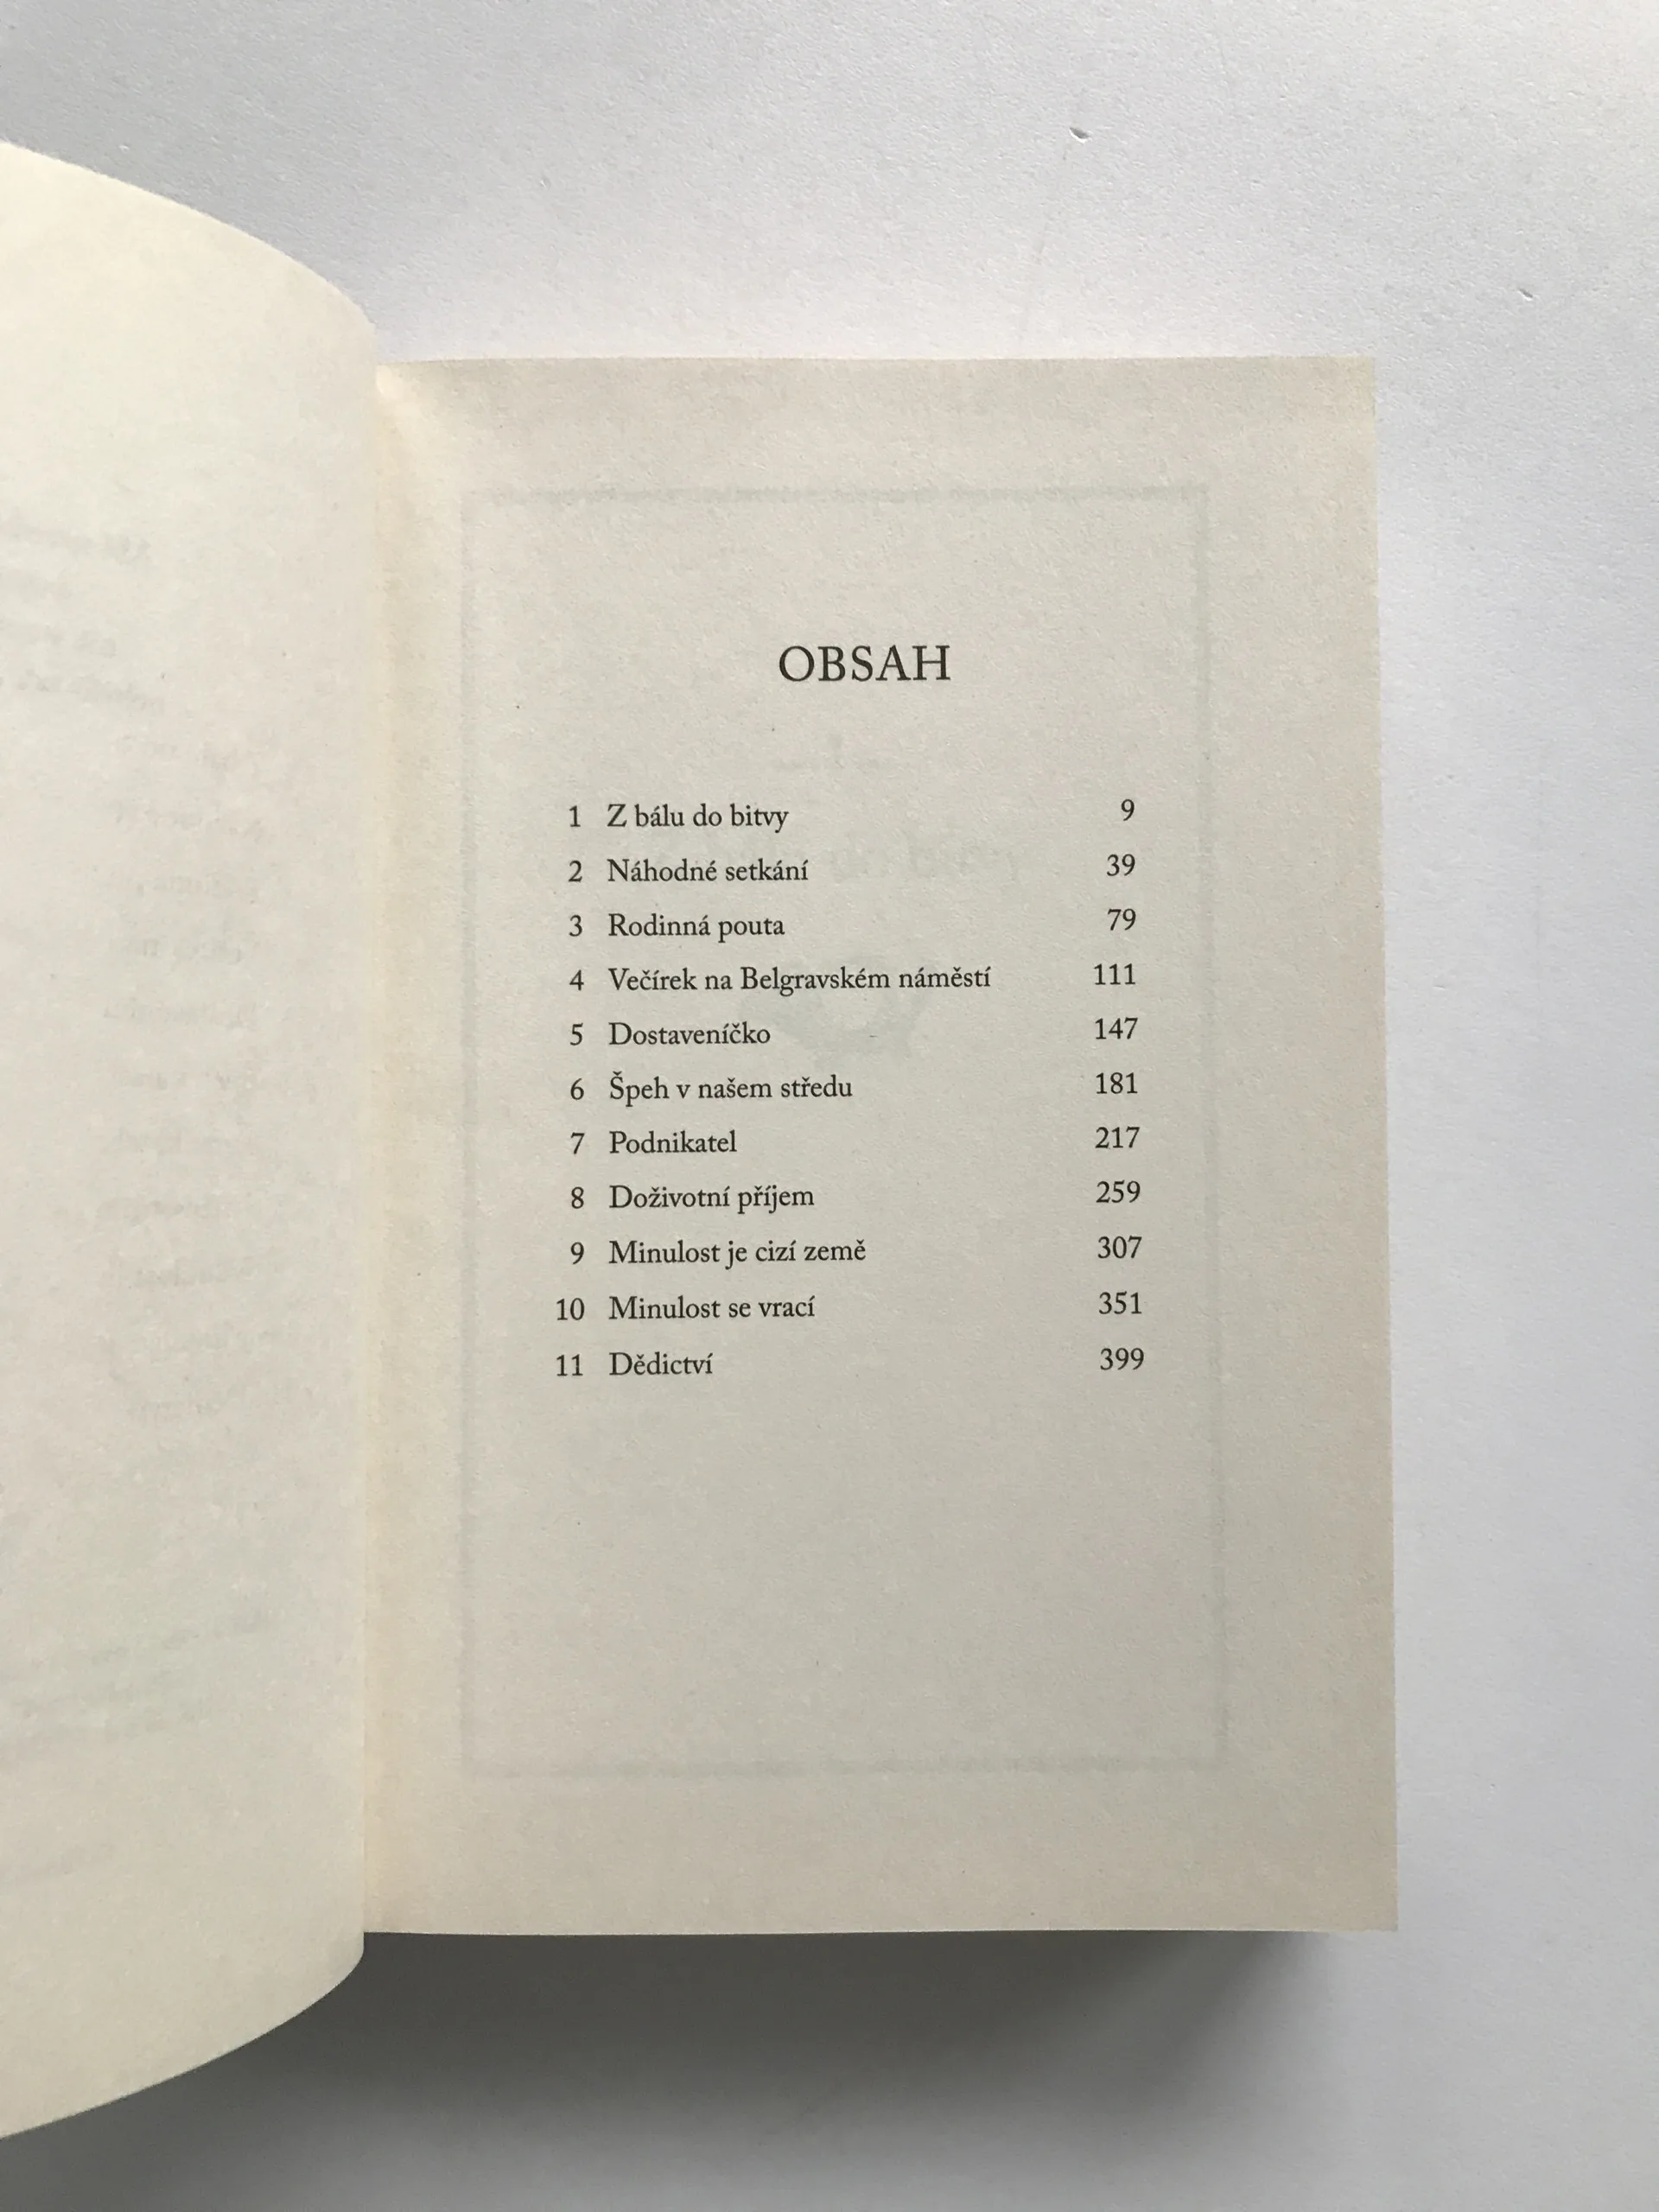 OBSAH
1 Z bálu do bitvy 9
2 Náhodné setkání 39
3 Rodinná pouta 79
4 Večírek na Belgravském náměstí 111
5 Dostaveníčko 147
6 Špeh v našem středu 181
7 Podnikatel 217
8 Doživotní příjem 259
9 Minulost je cizí země 307
10 Minulost se vrací 351
11 Dědictví 399